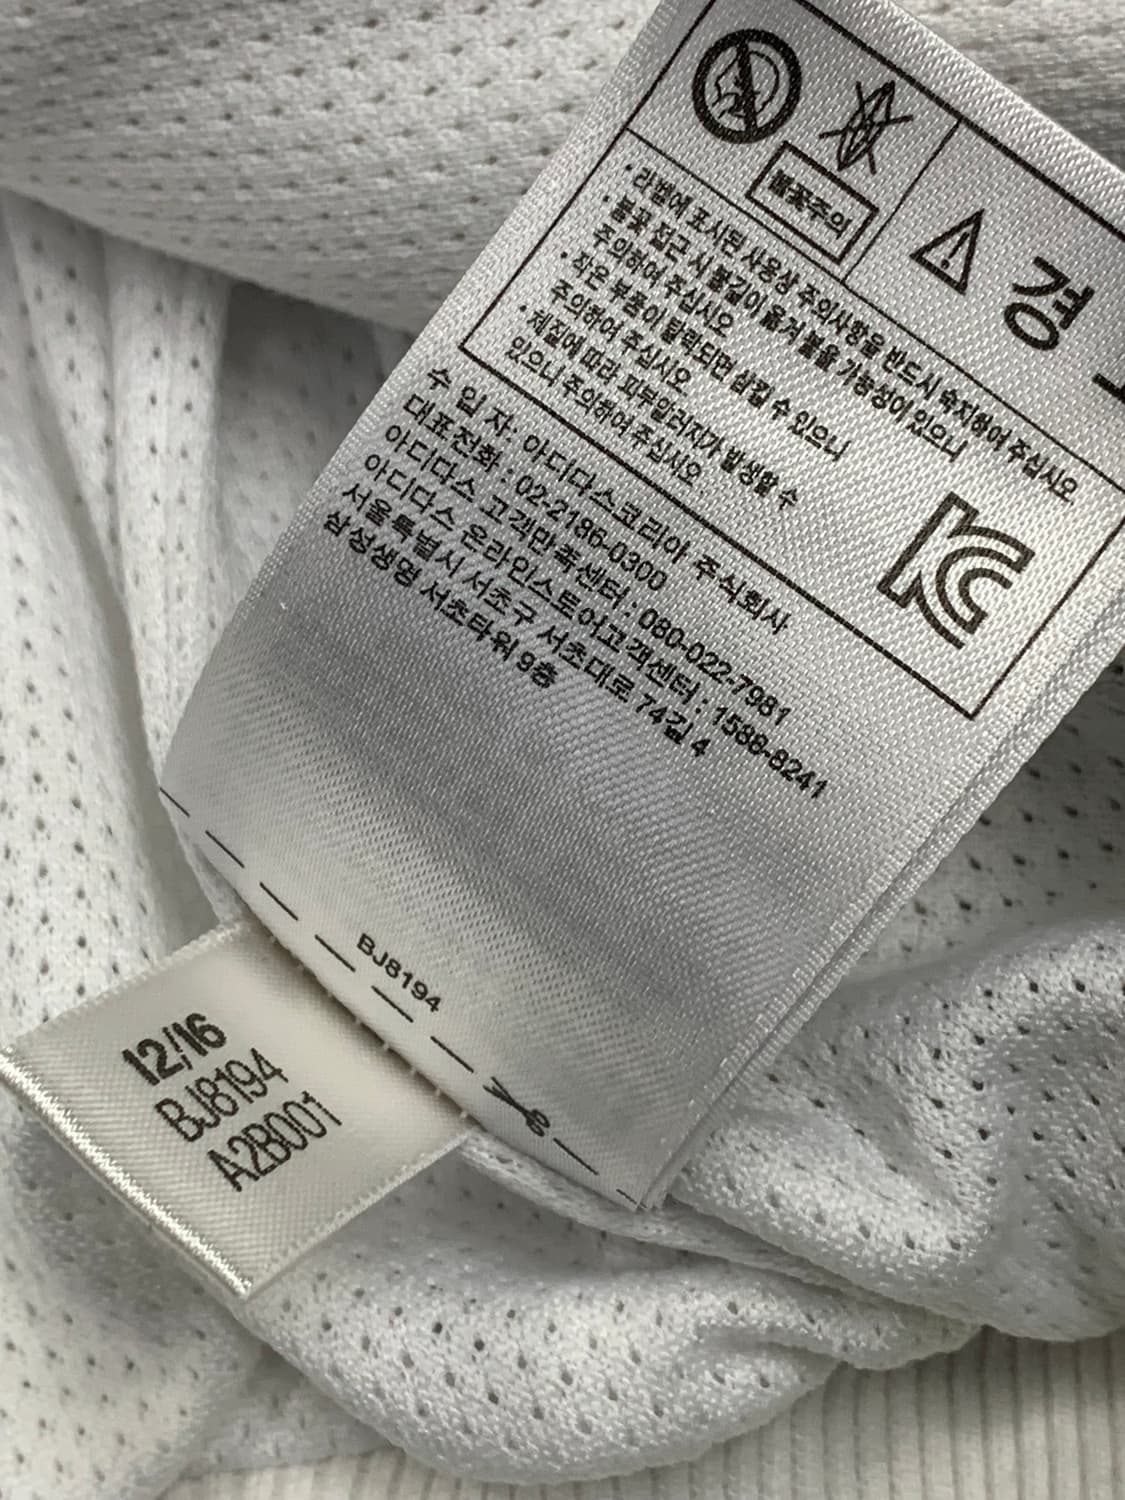 불꽃주의
경
· 라벨에 표시된 사용상 주의사항을 반드시 숙지하여 주십시오
· 불꽃 접근 시 불길이 옮겨 붙을 가능성이 있으니
주의하여 주십시오
· 작은 부품이 탈락되면 삼킬 수 있으니
주의하여 주십시오
· 체질에 따라 피부알러지가 발생할 수
있으니 주의하여 주십시오.
KC
수 입 자: 아디다스코리아 주식회사
대표전화 : 02-2186-0300
아디다스 고객만족센터 : 080-022-7981
아디다스 온라인스토어고객센터 : 1588-8241
서울특별시 서초구 서초대로 74길 4
삼성생명 서초타워 9층
BJ8194
12/16
BJ8194
A2B001